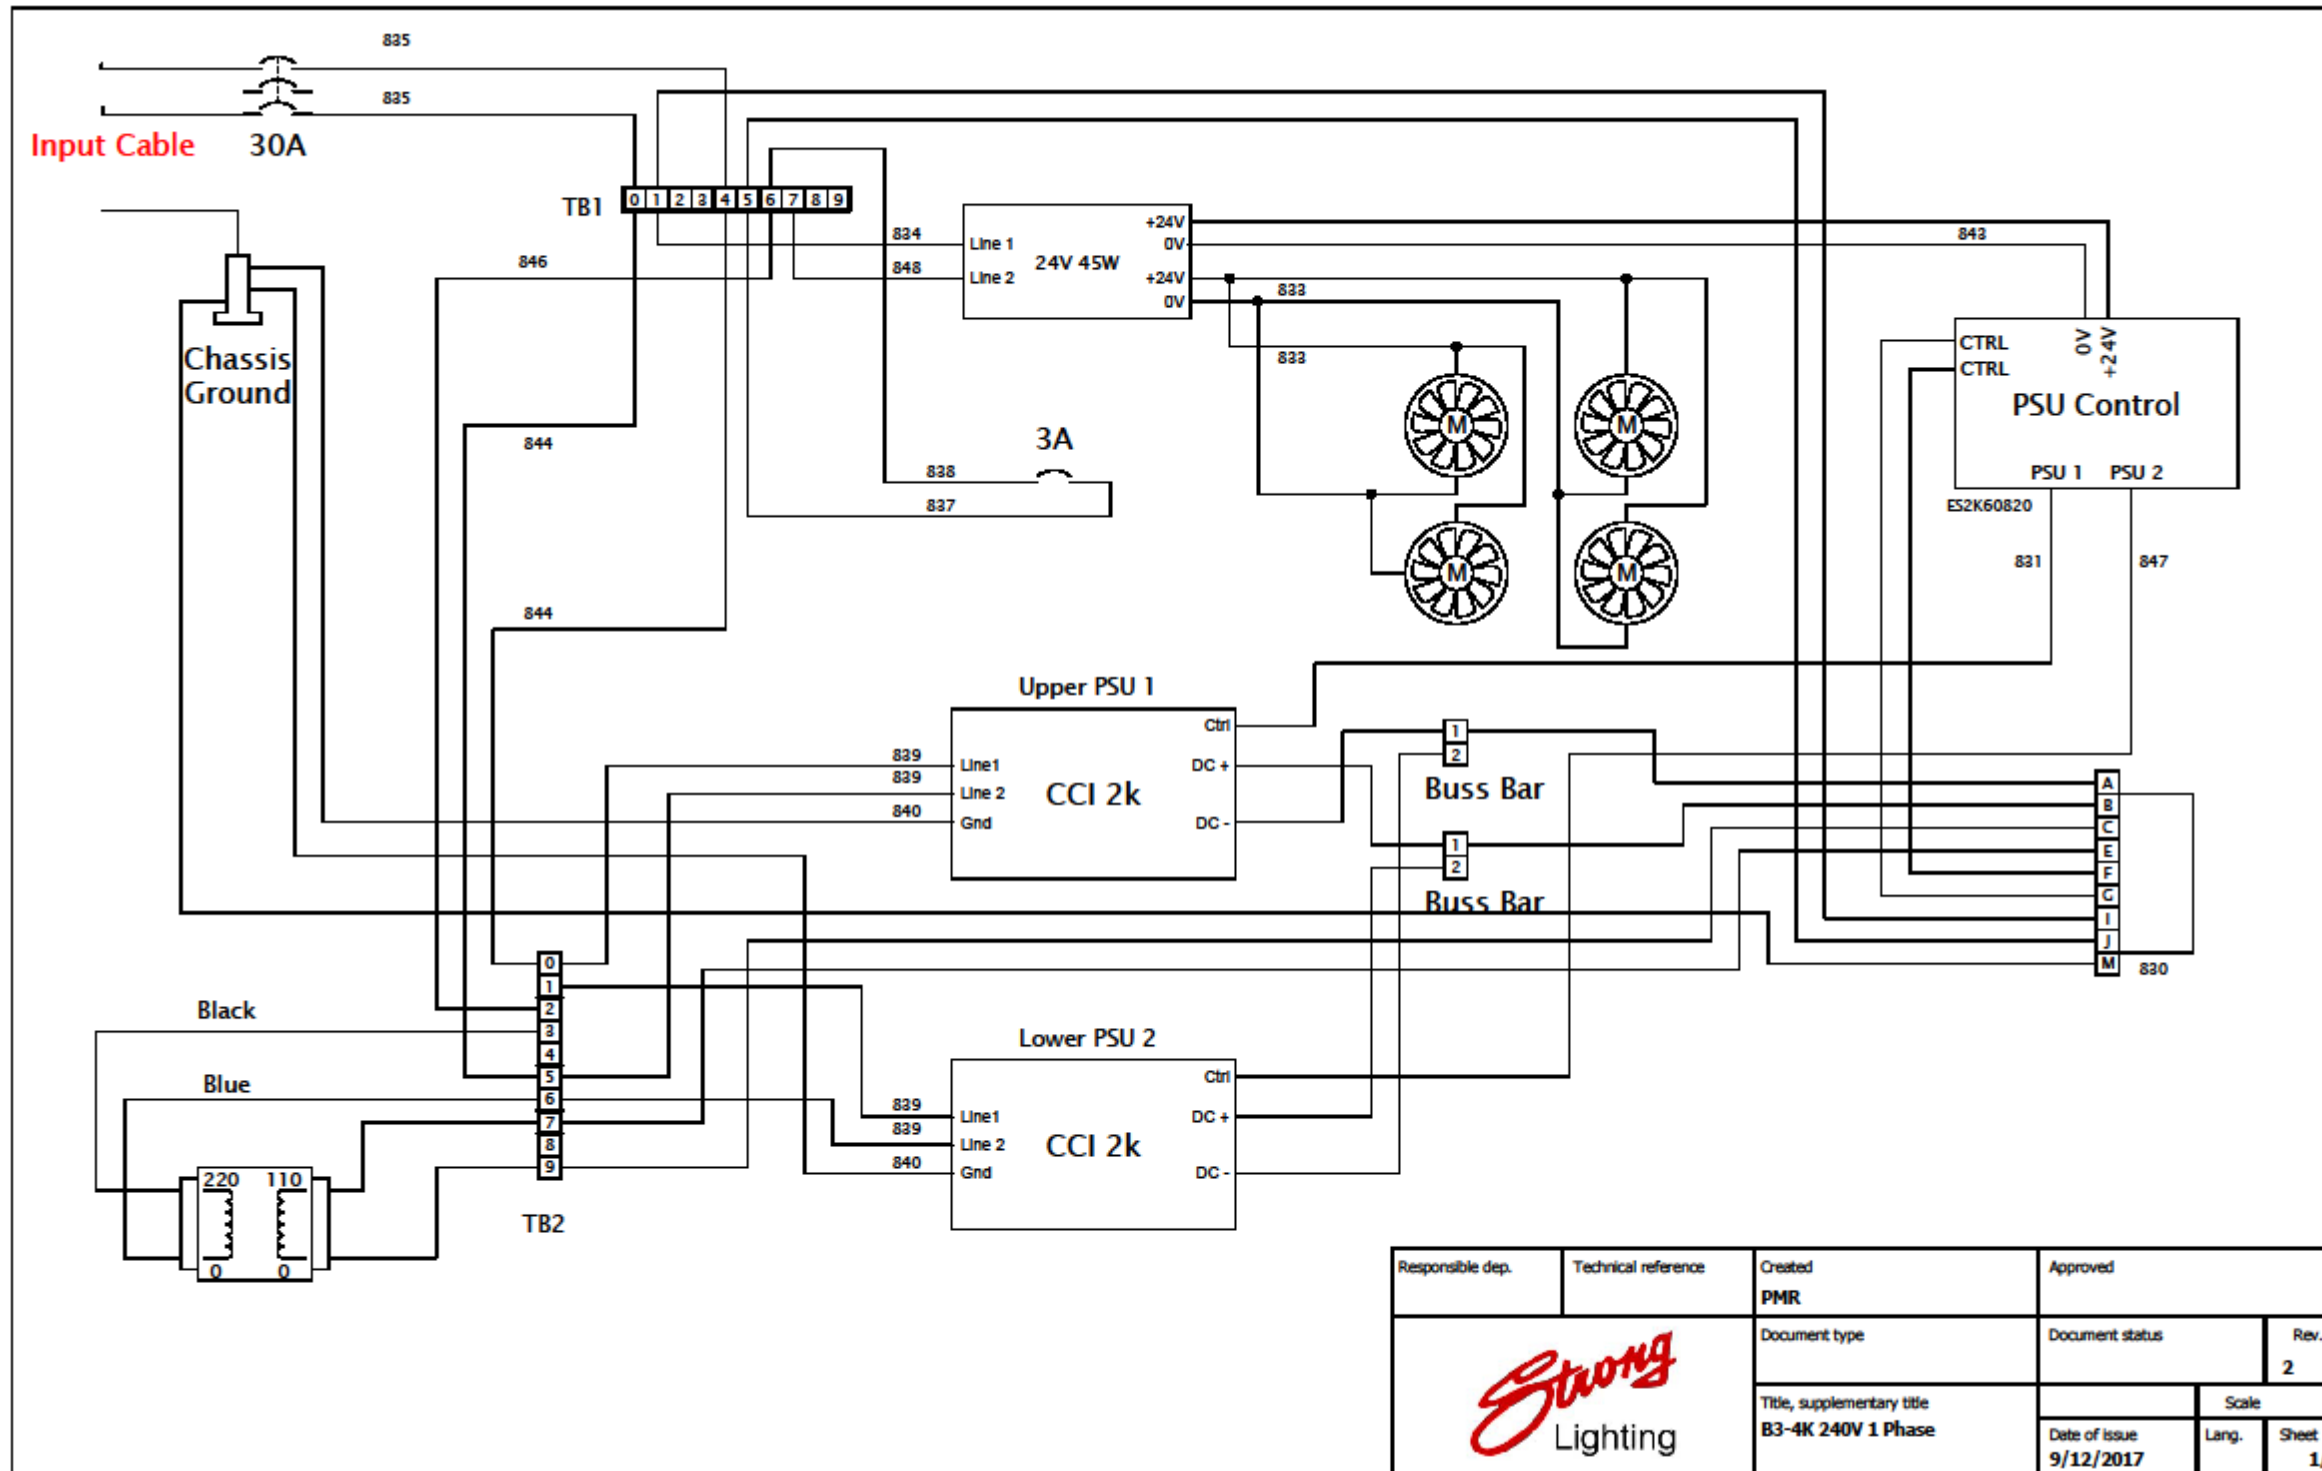 835
835
Input Cable
30A
TB1
0 1 2 3 4 5 6 7 8 9
834
848
846
Line 1
Line 2
24V 45W
+24V
0V
+24V
0V
843
833
833
Chassis
Ground
844
844
3A
838
837
M
M
M
M
CTRL
CTRL
0V
+24V
PSU Control
PSU 1
PSU 2
ES2K60820
831
847
Upper PSU 1
839
839
840
Line1
Line 2
Gnd
CCI 2k
Ctrl
DC +
DC -
1
2
Buss Bar
1
2
Buss Bar
A
B
C
E
F
G
I
J
M
830
0
1
2
3
4
5
6
7
8
9
TB2
Black
Blue
220
110
0
0
Lower PSU 2
839
839
840
Line1
Line 2
Gnd
CCI 2k
Ctrl
DC +
DC -
Responsible dep.
Technical reference
Created
PMR
Approved
Strong
Lighting
Document type
Document status
Rev.
2
Title, supplementary title
B3-4K 240V 1 Phase
Scale
Date of issue
9/12/2017
Lang.
Sheet
1/